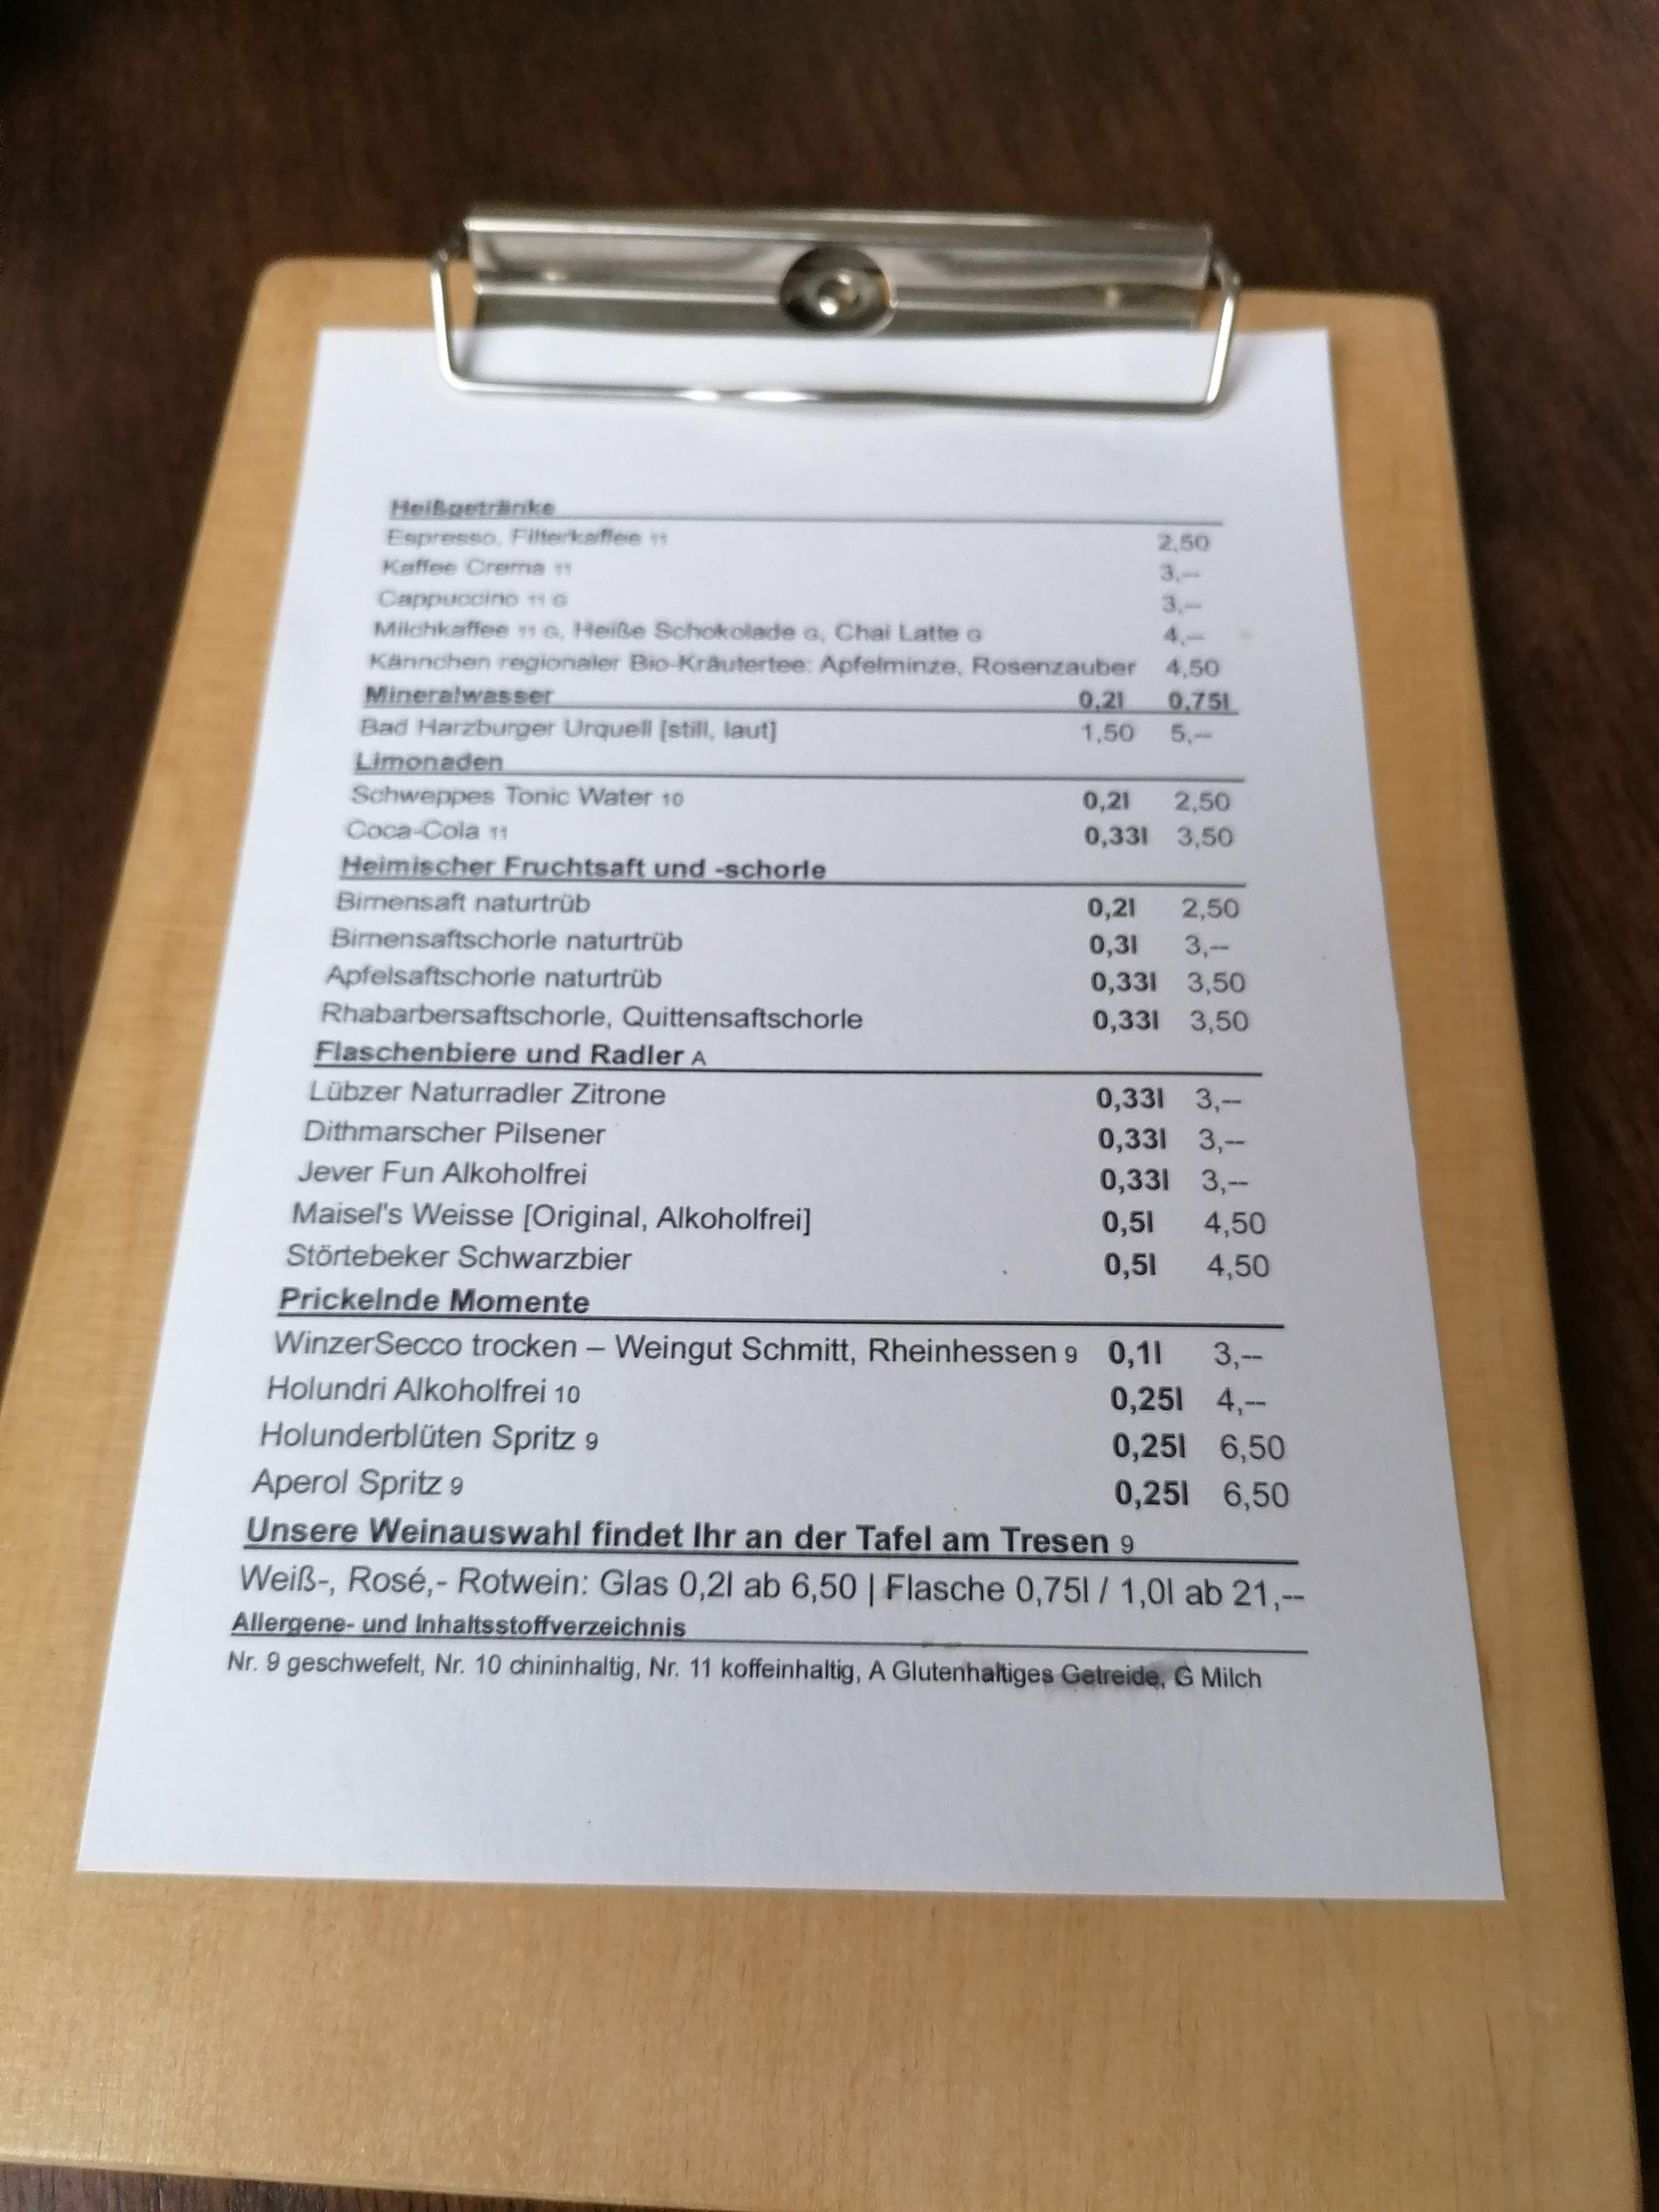 Heißgetränke
Espresso, Filterkaffee 11 2,50
Kaffee Crema 11 3,--
Cappuccino 11 G 3,--
Milchkaffee 11 G, Heiße Schokolade G, Chai Latte G 4,--
Kännchen regionaler Bio-Kräutertee: Apfelminze, Rosenzauber 4,50
Mineralwasser 0,2l 0,75l
Bad Harzburger Urquell [still, laut] 1,50 5,--
Limonaden
Schweppes Tonic Water 10 0,2l 2,50
Coca-Cola 11 0,33l 3,50
Heimischer Fruchtsaft und -schorle
Birnensaft naturtrüb 0,2l 2,50
Birnensaftschorle naturtrüb 0,3l 3,--
Apfelsaftschorle naturtrüb 0,33l 3,50
Rhabarbersaftschorle, Quittensaftschorle 0,33l 3,50
Flaschenbiere und Radler A
Lübzer Naturradler Zitrone 0,33l 3,--
Dithmarscher Pilsener 0,33l 3,--
Jever Fun Alkoholfrei 0,33l 3,--
Maisel's Weisse [Original, Alkoholfrei] 0,5l 4,50
Störtebeker Schwarzbier 0,5l 4,50
Prickelnde Momente
WinzerSecco trocken – Weingut Schmitt, Rheinhessen 9 0,1l 3,--
Holundri Alkoholfrei 10 0,25l 4,--
Holunderblüten Spritz 9 0,25l 6,50
Aperol Spritz 9 0,25l 6,50
Unsere Weinauswahl findet Ihr an der Tafel am Tresen 9
Weiß-, Rosé,- Rotwein: Glas 0,2l ab 6,50 | Flasche 0,75l / 1,0l ab 21,--
Allergene- und Inhaltsstoffverzeichnis
Nr. 9 geschwefelt, Nr. 10 chininhaltig, Nr. 11 koffeinhaltig, A Glutenhaltiges Getreide, G Milch